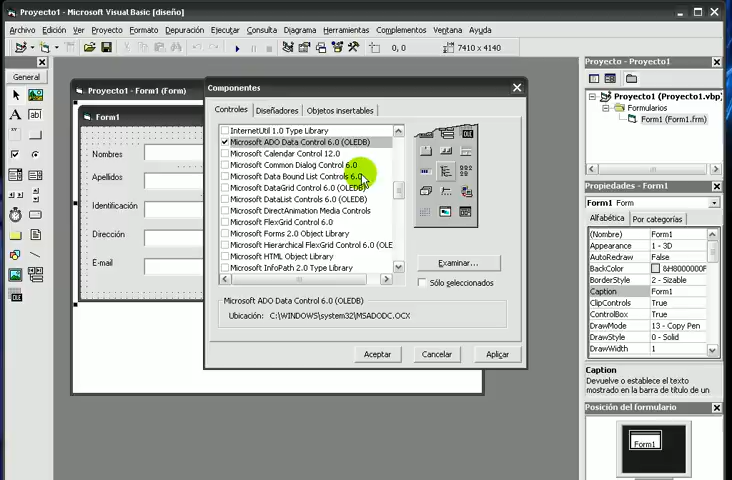 Proyecto1 - Microsoft Visual Basic [diseño]
Archivo Edición Ver Proyecto Formato Depuración Ejecutar Consulta Diagrama Herramientas Complementos Ventana Ayuda
0, 0 7410 x 4140
General
A
ab|
Proyecto1 - Form1 (Form)
Form1
Nombres
Apellidos
Identificación
Dirección
E-mail
Componentes
Controles Diseñadores Objetos insertables
InternetUtil 1.0 Type Library
Microsoft ADO Data Control 6.0 (OLEDB)
Microsoft Calendar Control 12.0
Microsoft Common Dialog Control 6.0
Microsoft Data Bound List Controls 6.0
Microsoft DataGrid Control 6.0 (OLEDB)
Microsoft DataList Controls 6.0 (OLEDB)
Microsoft DirectAnimation Media Controls
Microsoft FlexGrid Control 6.0
Microsoft Forms 2.0 Object Library
Microsoft Hierarchical FlexGrid Control 6.0 (OLE
Microsoft HTML Object Library
Microsoft InfoPath 2.0 Type Library
Examinar...
Sólo seleccionados
Microsoft ADO Data Control 6.0 (OLEDB)
Ubicación: C:\WINDOWS\system32\MSADODC.OCX
Aceptar Cancelar Aplicar
Proyecto - Proyecto1
Proyecto1 (Proyecto1.vbp)
Formularios
Form1 (Form1.frm)
Propiedades - Form1
Form1 Form
Alfabética Por categorías
(Nombre) Form1
Appearance 1 - 3D
AutoRedraw False
BackColor &H8000000F
BorderStyle 2 - Sizable
Caption Form1
ClipControls True
ControlBox True
DrawMode 13 - Copy Pen
DrawStyle 0 - Solid
DrawWidth 1
Caption
Devuelve o establece el texto
mostrado en la barra de título de un
Posición del formulario
Form1